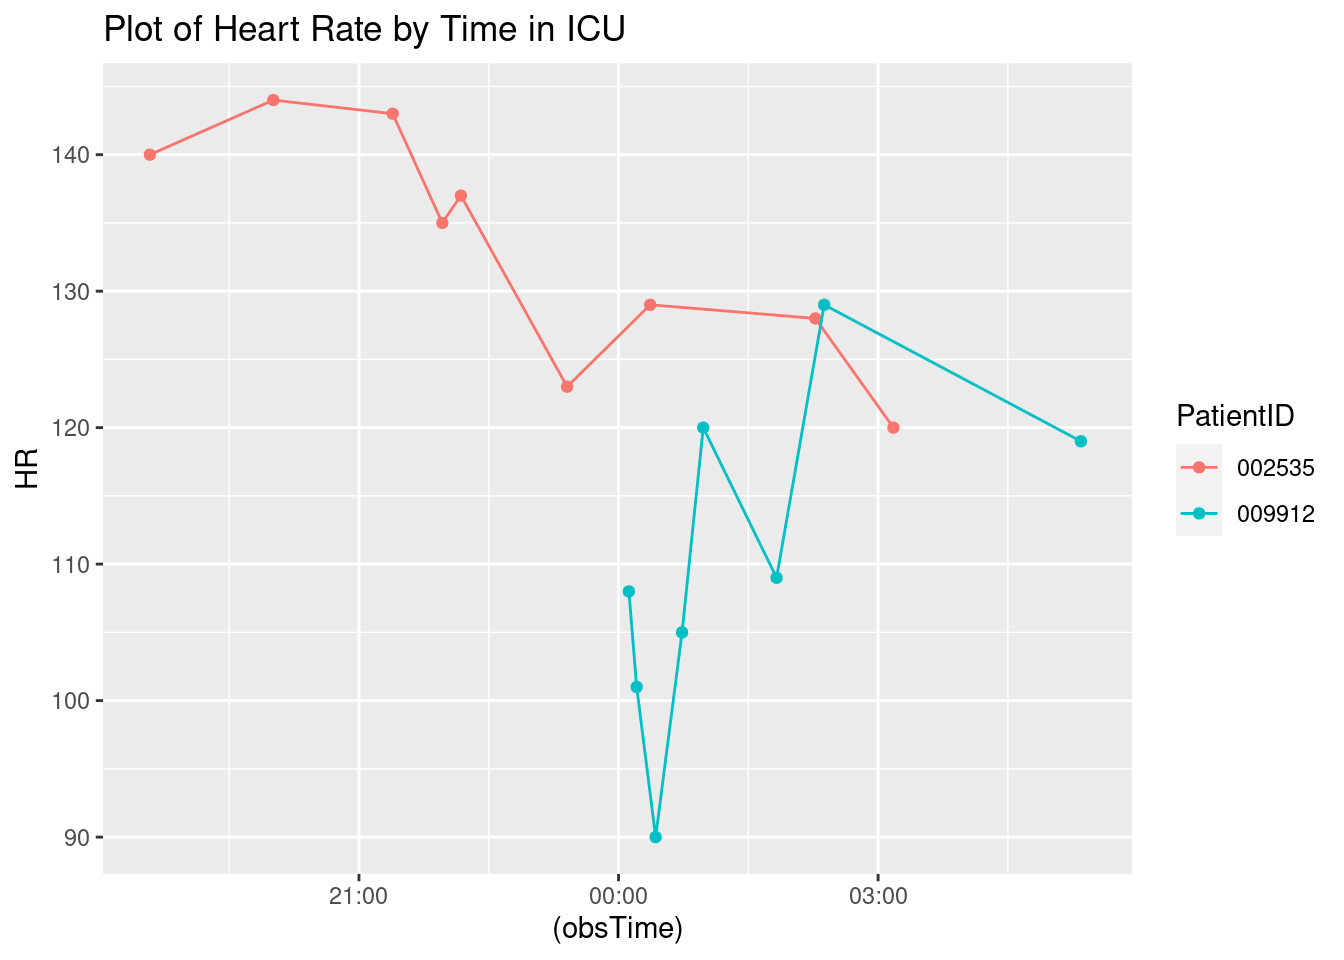 Plot of Heart Rate by Time in ICU
140
130
120
110
100
90
HR
21:00
00:00
03:00
(obsTime)
PatientID
002535
009912